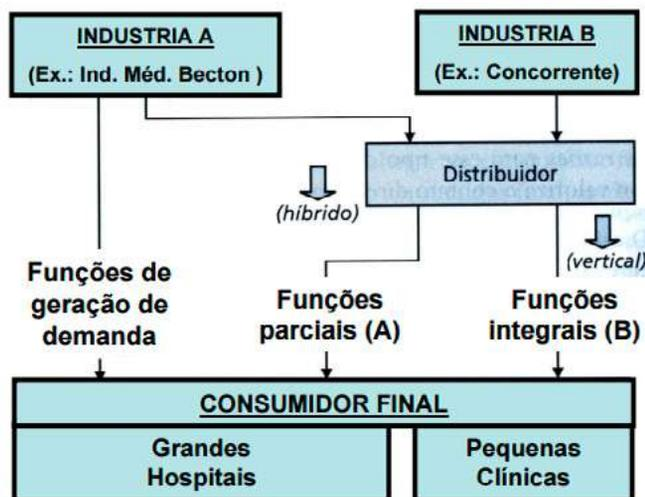 INDUSTRIA A
(Ex.: Ind. Méd. Becton )
INDUSTRIA B
(Ex.: Concorrente)
Distribuidor
(híbrido)
(vertical)
Funções de
geração de
demanda
Funções
parciais (A)
Funções
integrais (B)
CONSUMIDOR FINAL
Grandes
Hospitais
Pequenas
Clínicas